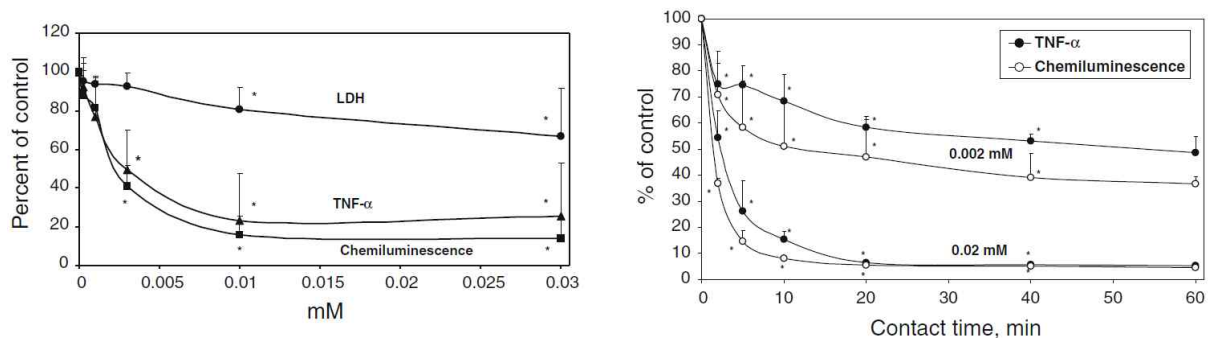 120
100
80
60
40
20
0
Percent of control
LDH
TNF-α
Chemiluminescence
* * * * * * * *
0 0.005 0.01 0.015 0.02 0.025 0.03
mM
100
90
80
70
60
50
40
30
20
10
0
% of control
TNF-α
Chemiluminescence
0.002 mM
0.02 mM
0 10 20 30 40 50 60
Contact time, min